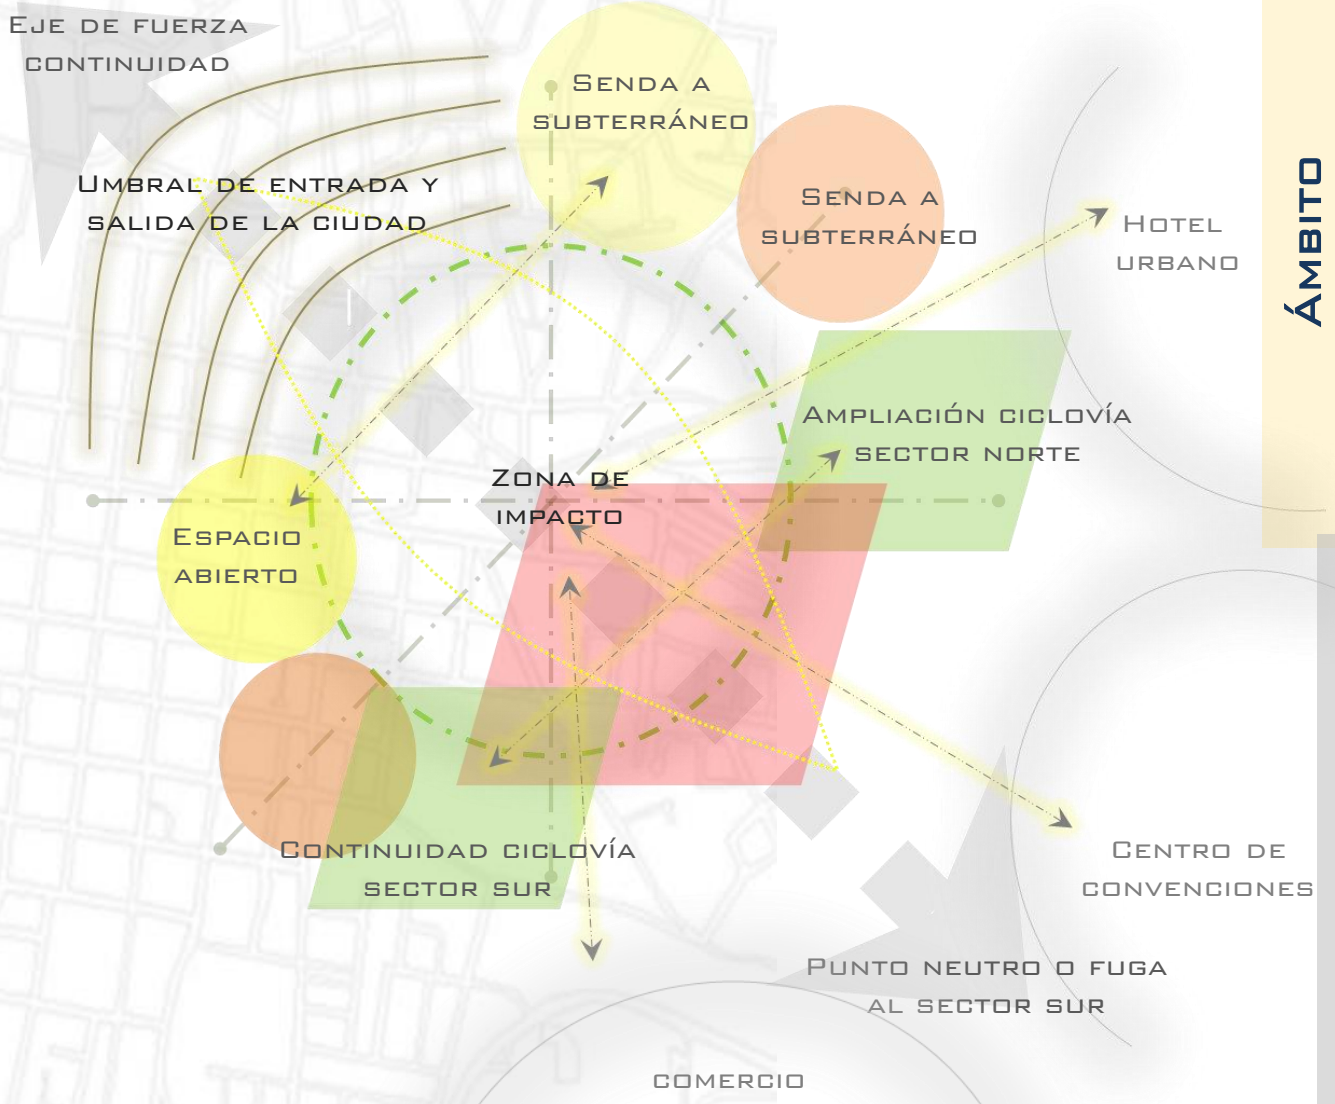 EJE DE FUERZA
CONTINUIDAD
SENDA A
SUBTERRÁNEO
UMBRAL DE ENTRADA Y
SALIDA DE LA CIUDAD
SENDA A
SUBTERRÁNEO
HOTEL
URBANO
ÁMBITO
AMPLIACIÓN CICLOVÍA
SECTOR NORTE
ZONA DE
IMPACTO
ESPACIO
ABIERTO
CONTINUIDAD CICLOVÍA
SECTOR SUR
CENTRO DE
CONVENCIONES
PUNTO NEUTRO O FUGA
AL SECTOR SUR
COMERCIO